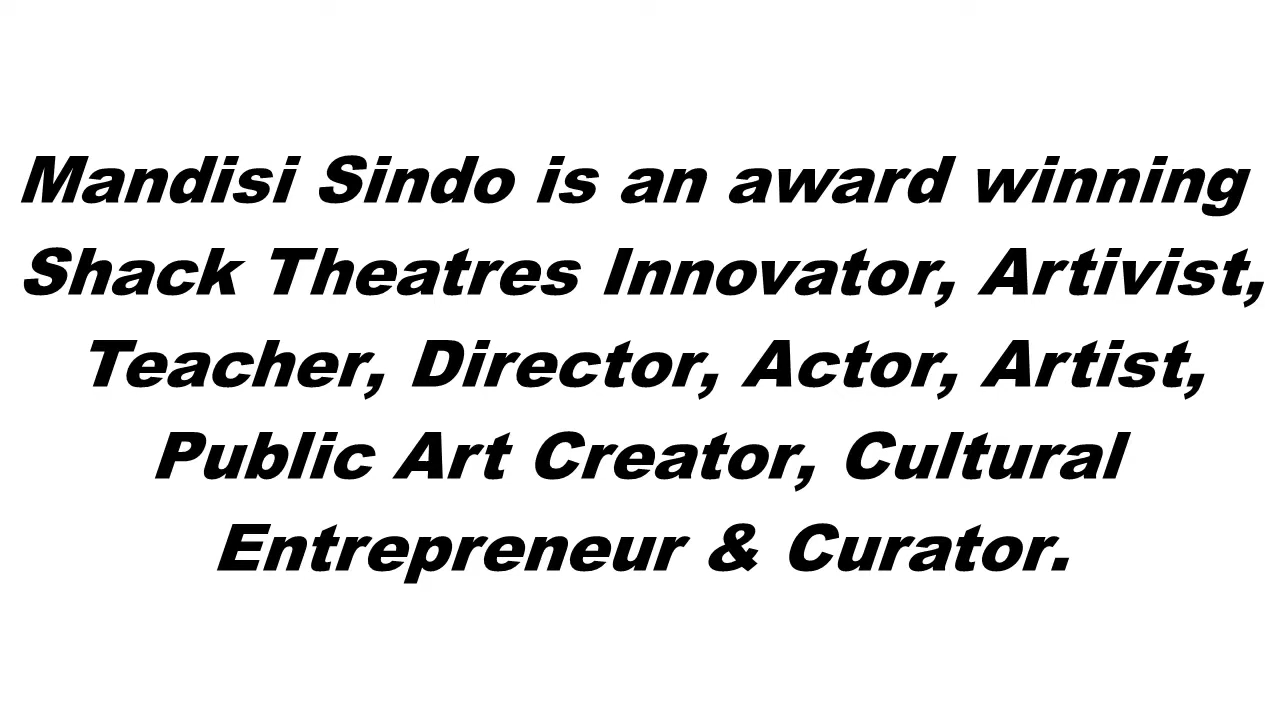 Mandisi Sindo is an award winning
Shack Theatres Innovator, Artivist,
Teacher, Director, Actor, Artist,
Public Art Creator, Cultural
Entrepreneur & Curator.